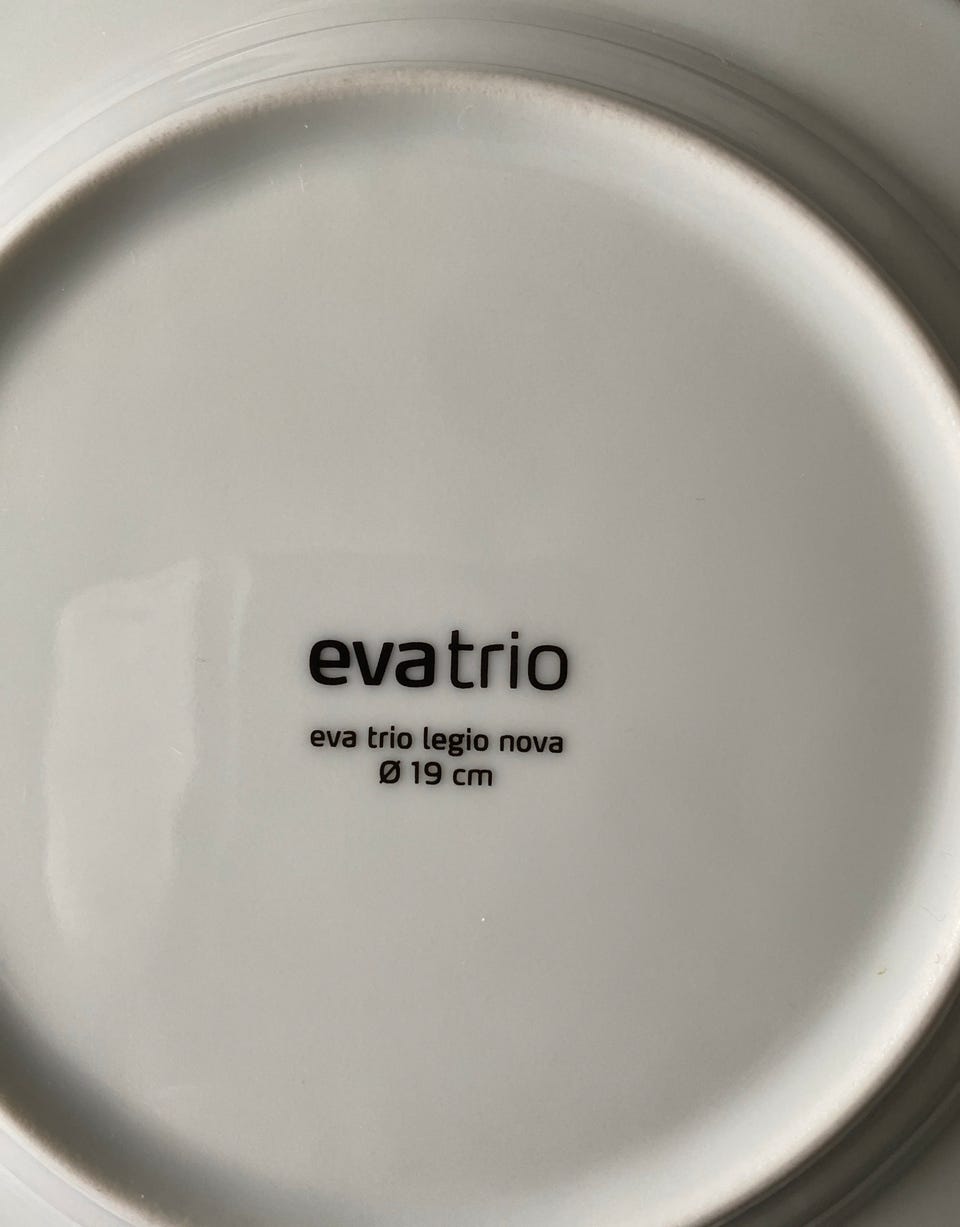 evatrio
eva trio legio nova
Ø 19 cm